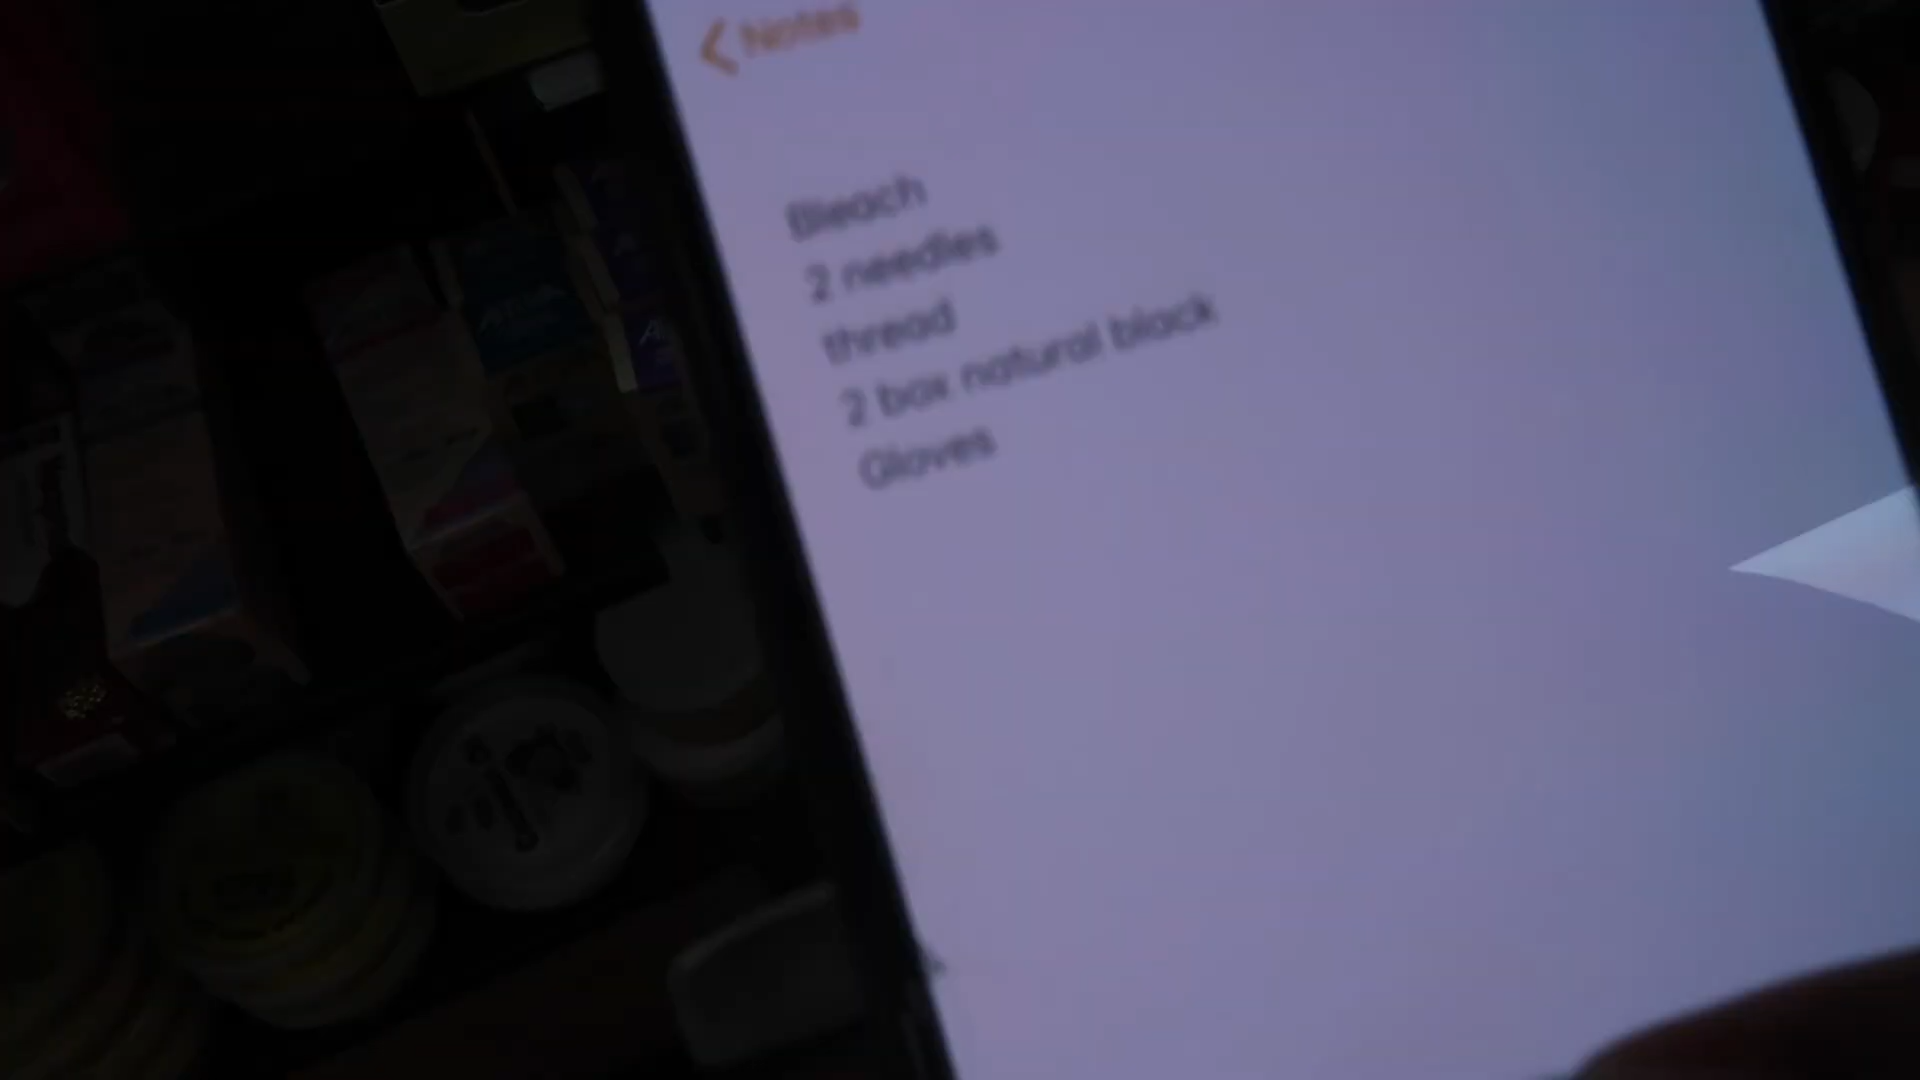 Notes
Bleach
2 needles
thread
2 box natural black
Gloves